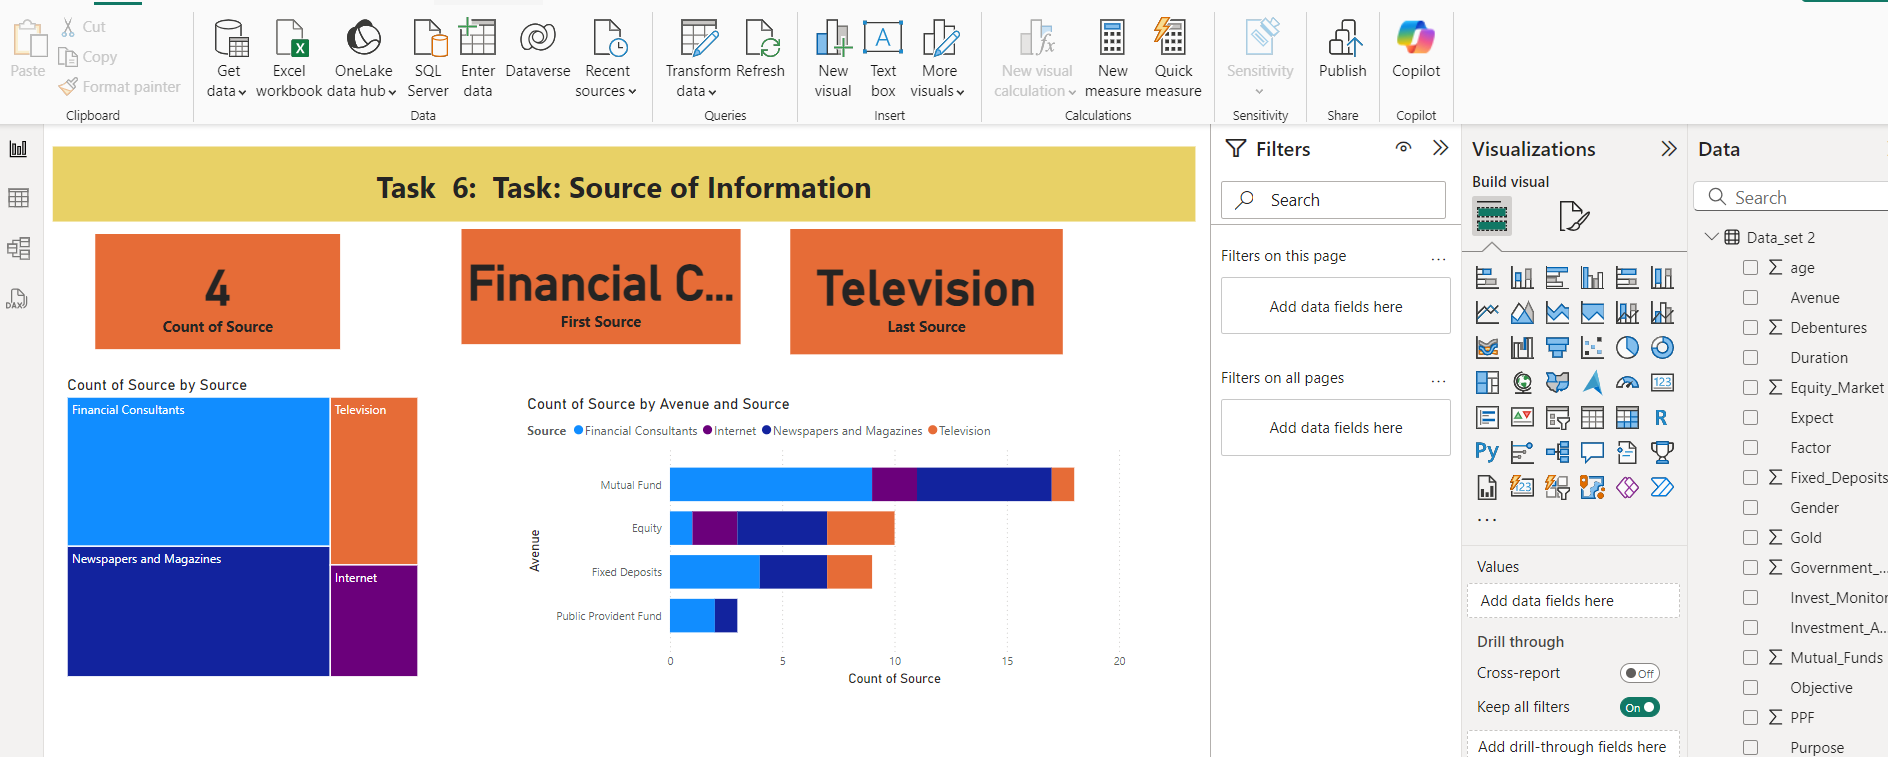 Paste
Cut
Copy
Format painter
Clipboard
Get data
Excel workbook
OneLake data hub
SQL Server
Enter data
Dataverse
Recent sources
Data
Transform data
Refresh
Queries
New visual
Text box
More visuals
Insert
New visual calculation
New measure
Quick measure
Calculations
Sensitivity
Sensitivity
Publish
Share
Copilot
Copilot
DAX
Task 6: Task: Source of Information
4
Count of Source
Financial C...
First Source
Television
Last Source
Count of Source by Source
Financial Consultants
Television
Newspapers and Magazines
Internet
Count of Source by Avenue and Source
Source Financial Consultants Internet Newspapers and Magazines Television
Avenue
Mutual Fund
Equity
Fixed Deposits
Public Provident Fund
0 5 10 15 20
Count of Source
Filters
Search
Filters on this page ...
Add data fields here
Filters on all pages ...
Add data fields here
Visualizations
Build visual
123
R
Py
123
...
Values
Add data fields here
Drill through
Cross-report Off
Keep all filters On
Add drill-through fields here
Data
Search
Data_set 2
age
Avenue
Debentures
Duration
Equity_Market
Expect
Factor
Fixed_Deposits
Gender
Gold
Government_...
Invest_Monitor
Investment_A...
Mutual_Funds
Objective
PPF
Purpose